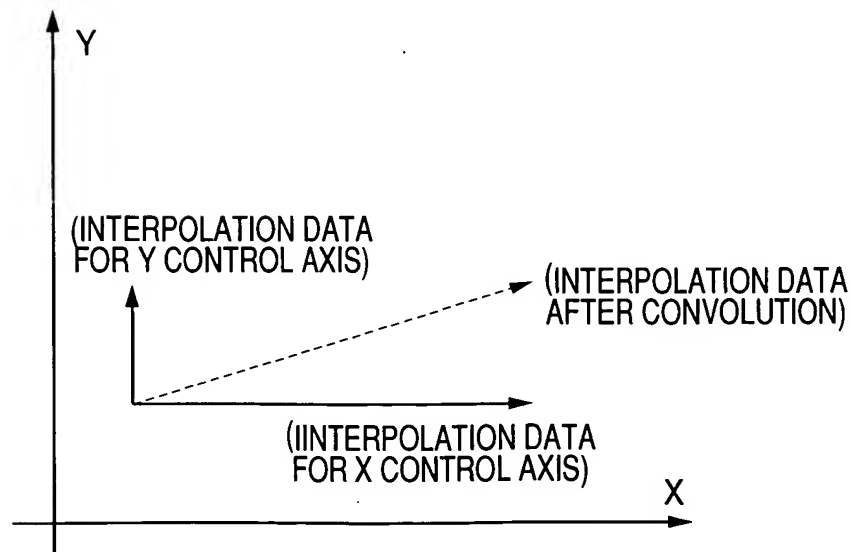 Y
(INTERPOLATION DATA
FOR Y CONTROL AXIS)
(INTERPOLATION DATA
AFTER CONVOLUTION)
(IINTERPOLATION DATA
FOR X CONTROL AXIS)
X